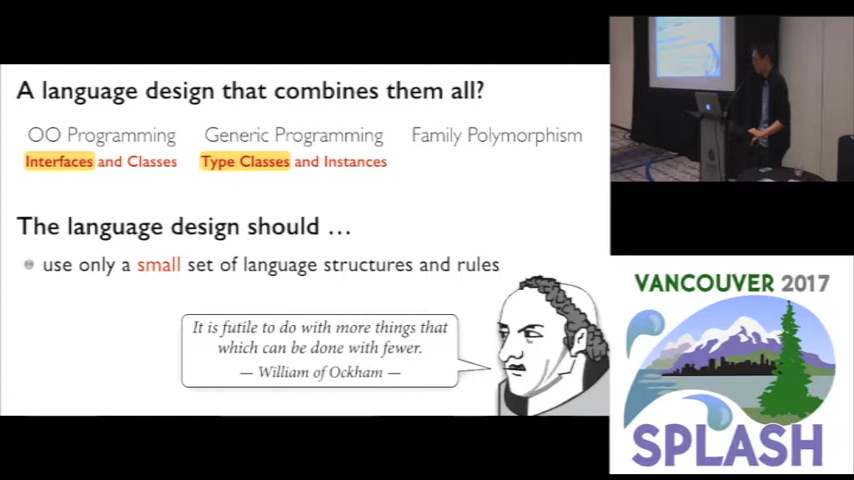 A language design that combines them all?
OO Programming Generic Programming Family Polymorphism
Interfaces and Classes Type Classes and Instances
The language design should ...
use only a small set of language structures and rules
It is futile to do with more things that
which can be done with fewer.
— William of Ockham —
VANCOUVER 2017
SPLASH